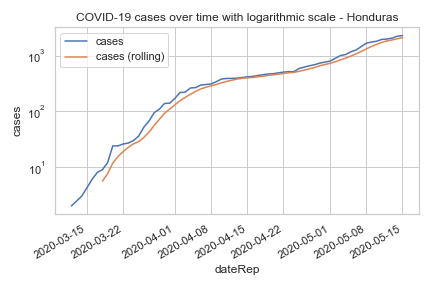 COVID-19 cases over time with logarithmic scale - Honduras
cases
cases (rolling)
10³
10²
10¹
cases
2020-03-15
2020-03-22
2020-04-01
2020-04-08
2020-04-15
2020-04-22
2020-05-01
2020-05-08
2020-05-15
dateRep